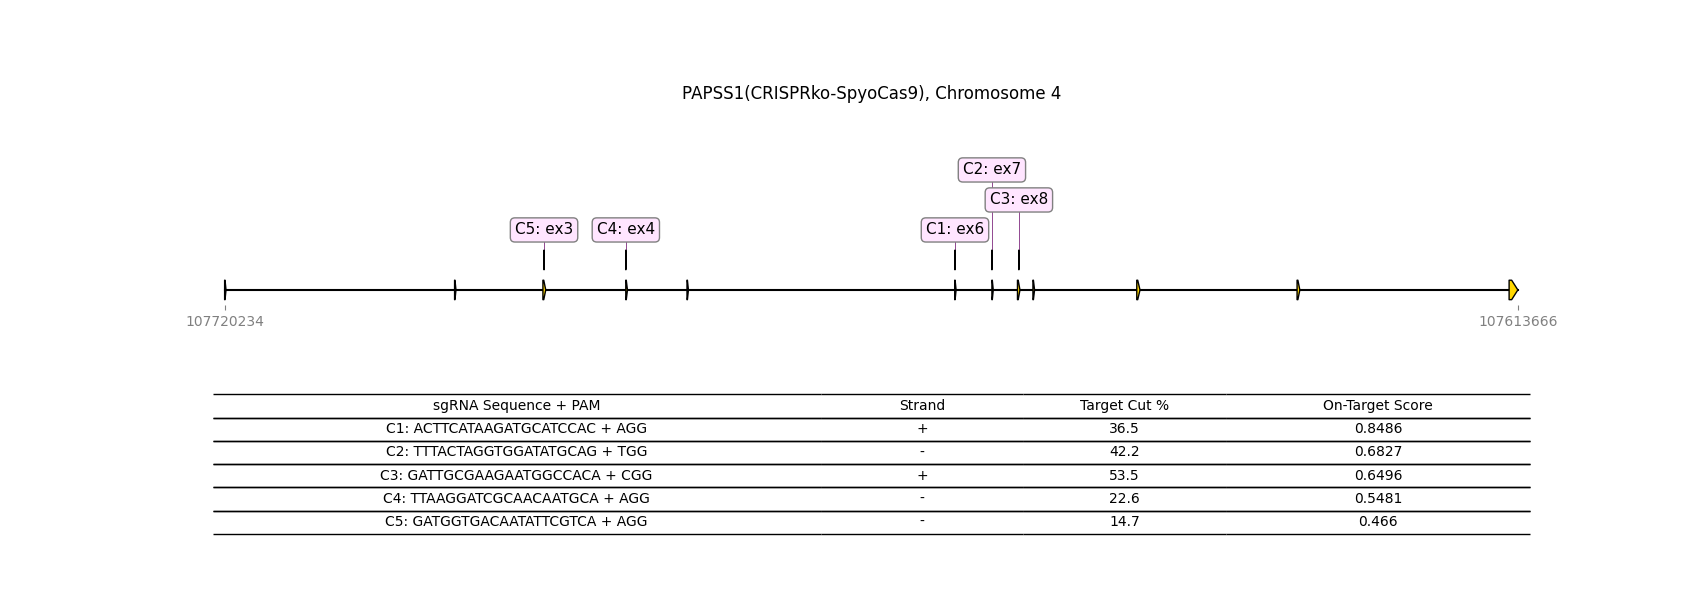 PAPSS1(CRISPRko-SpyoCas9), Chromosome 4
C2: ex7
C3: ex8
C5: ex3 C4: ex4 C1: ex6
107720234 107613666
sgRNA Sequence + PAM Strand Target Cut % On-Target Score
C1: ACTTCATAAGATGCATCCAC + AGG + 36.5 0.8486
C2: TTTACTAGGTGGATATGCAG + TGG - 42.2 0.6827
C3: GATTGCGAAGAATGGCCACA + CGG + 53.5 0.6496
C4: TTAAGGATCGCAACAATGCA + AGG - 22.6 0.5481
C5: GATGGTGACAATATTCGTCA + AGG - 14.7 0.466